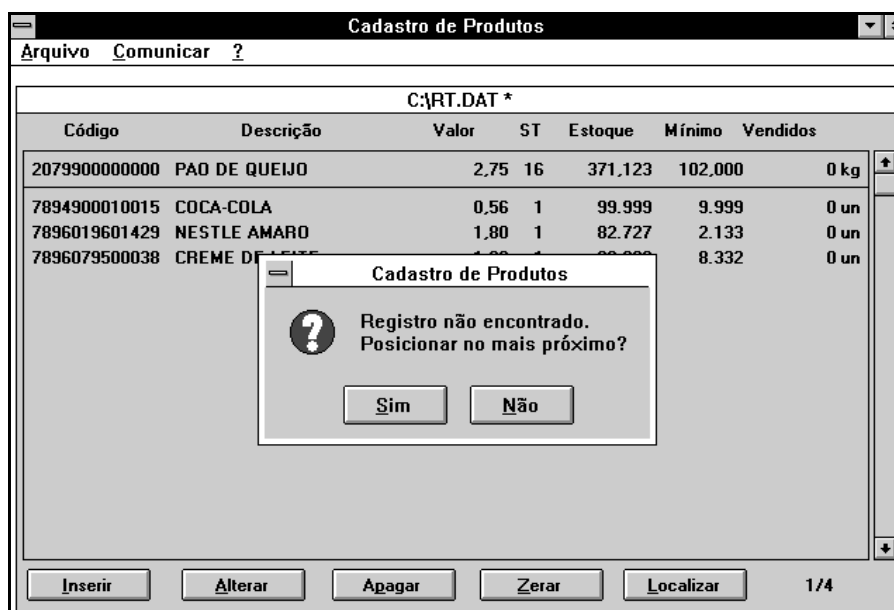 Cadastro de Produtos
Arquivo Comunicar ?
C:\RT.DAT *
Código Descrição Valor ST Estoque Mínimo Vendidos
2079900000000 PAO DE QUEIJO 2,75 16 371,123 102,000 0 kg
7894900010015 COCA-COLA 0,56 1 99.999 9.999 0 un
7896019601429 NESTLE AMARO 1,80 1 82.727 2.133 0 un
7896079500038 CREME DE LEITE 8.332 0 un
Cadastro de Produtos
Registro não encontrado.
Posicionar no mais próximo?
Sim Não
Inserir Alterar Apagar Zerar Localizar 1/4